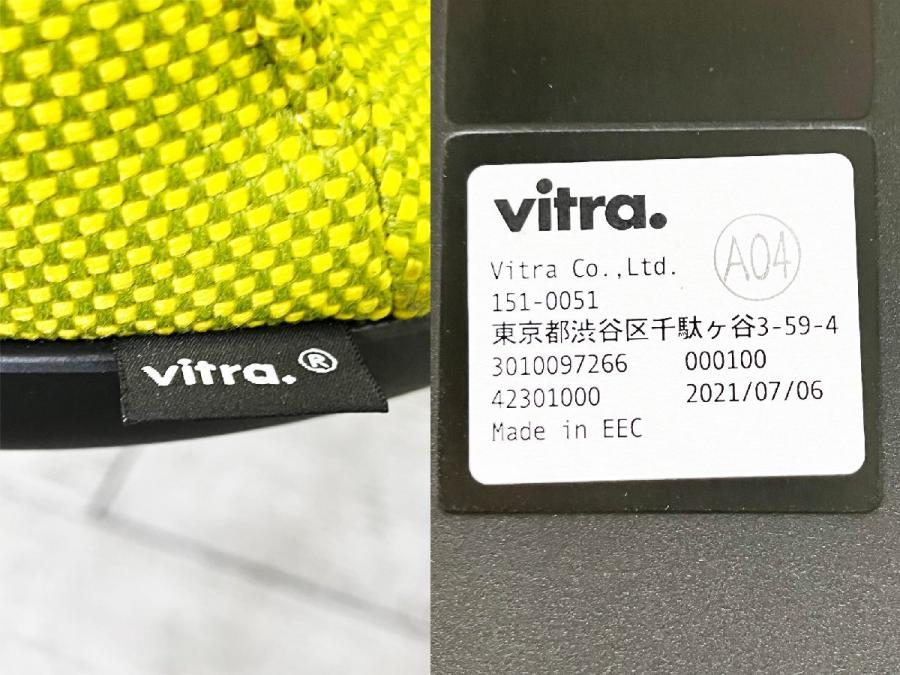 vitra.®
vitra.
A04
Vitra Co.,Ltd.
151-0051
東京都渋谷区千駄ヶ谷3-59-4
3010097266 000100
42301000 2021/07/06
Made in EEC